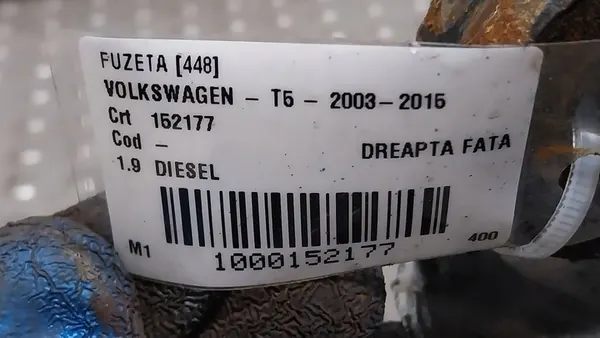 FUZETA [448]
VOLKSWAGEN - T5 - 2003-2015
Crt 152177
Cod -
DREAPTA FATA
1.9 DIESEL
M1
1000152177
400